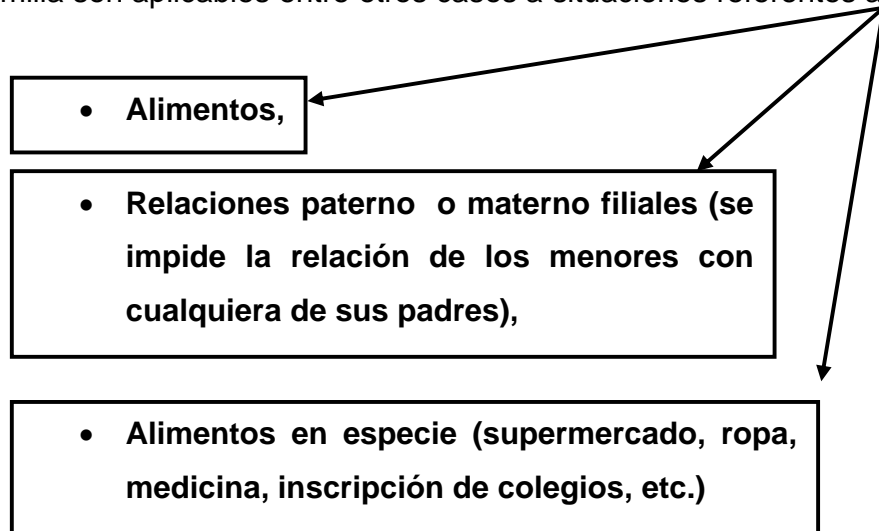 son aplicables entre otros casos a situaciones referentes a
• Alimentos,
• Relaciones paterno o materno filiales (se
impide la relación de los menores con
cualquiera de sus padres),
• Alimentos en especie (supermercado, ropa,
medicina, inscripción de colegios, etc.)